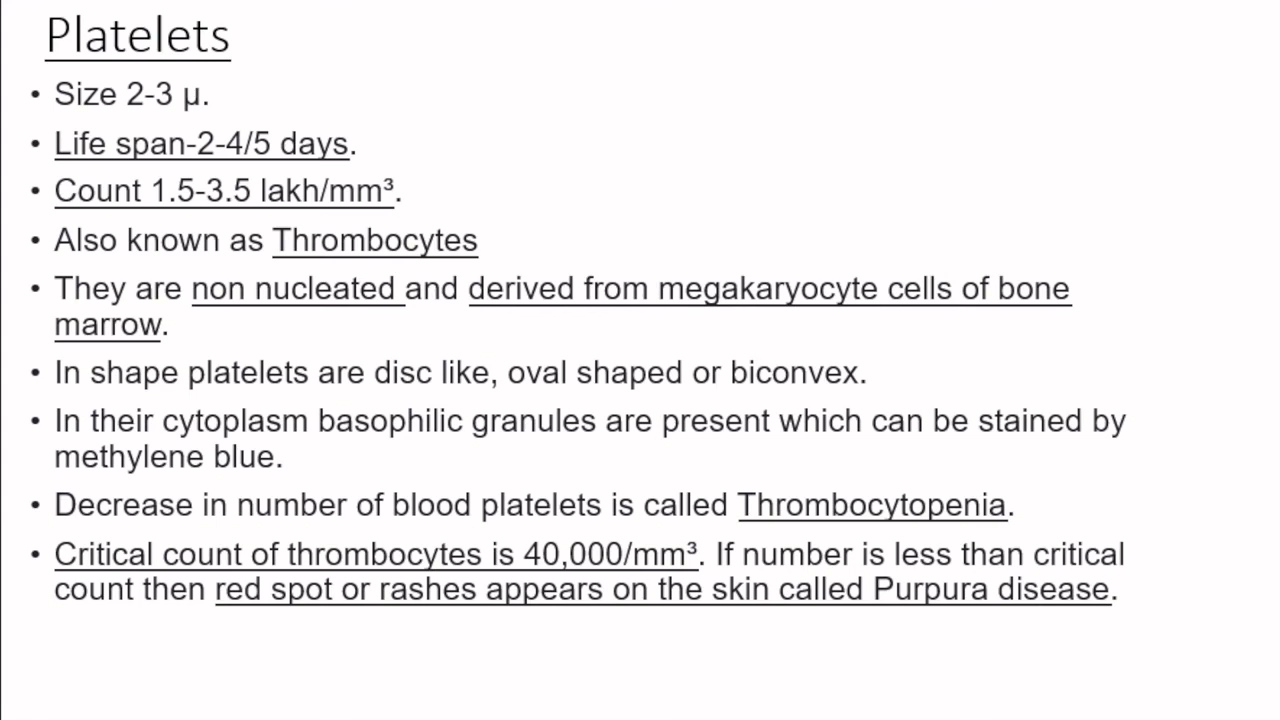 Platelets
• Size 2-3 μ.
• Life span-2-4/5 days.
• Count 1.5-3.5 lakh/mm³.
• Also known as Thrombocytes
• They are non nucleated and derived from megakaryocyte cells of bone
marrow.
• In shape platelets are disc like, oval shaped or biconvex.
• In their cytoplasm basophilic granules are present which can be stained by
methylene blue.
• Decrease in number of blood platelets is called Thrombocytopenia.
• Critical count of thrombocytes is 40,000/mm³. If number is less than critical
count then red spot or rashes appears on the skin called Purpura disease.